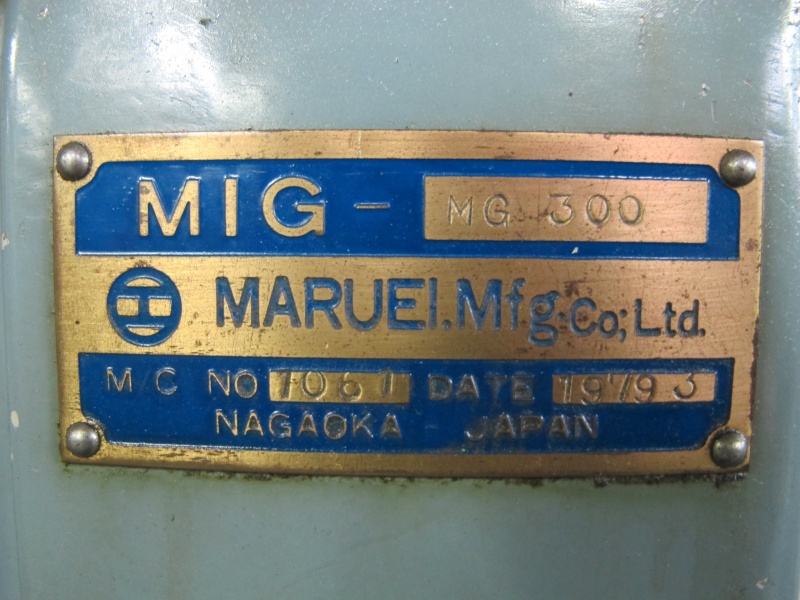 MIG - MG 300
MARUEI.Mfg.Co;Ltd.
M/C NO 1061 DATE 1979 3
NAGAOKA - JAPAN